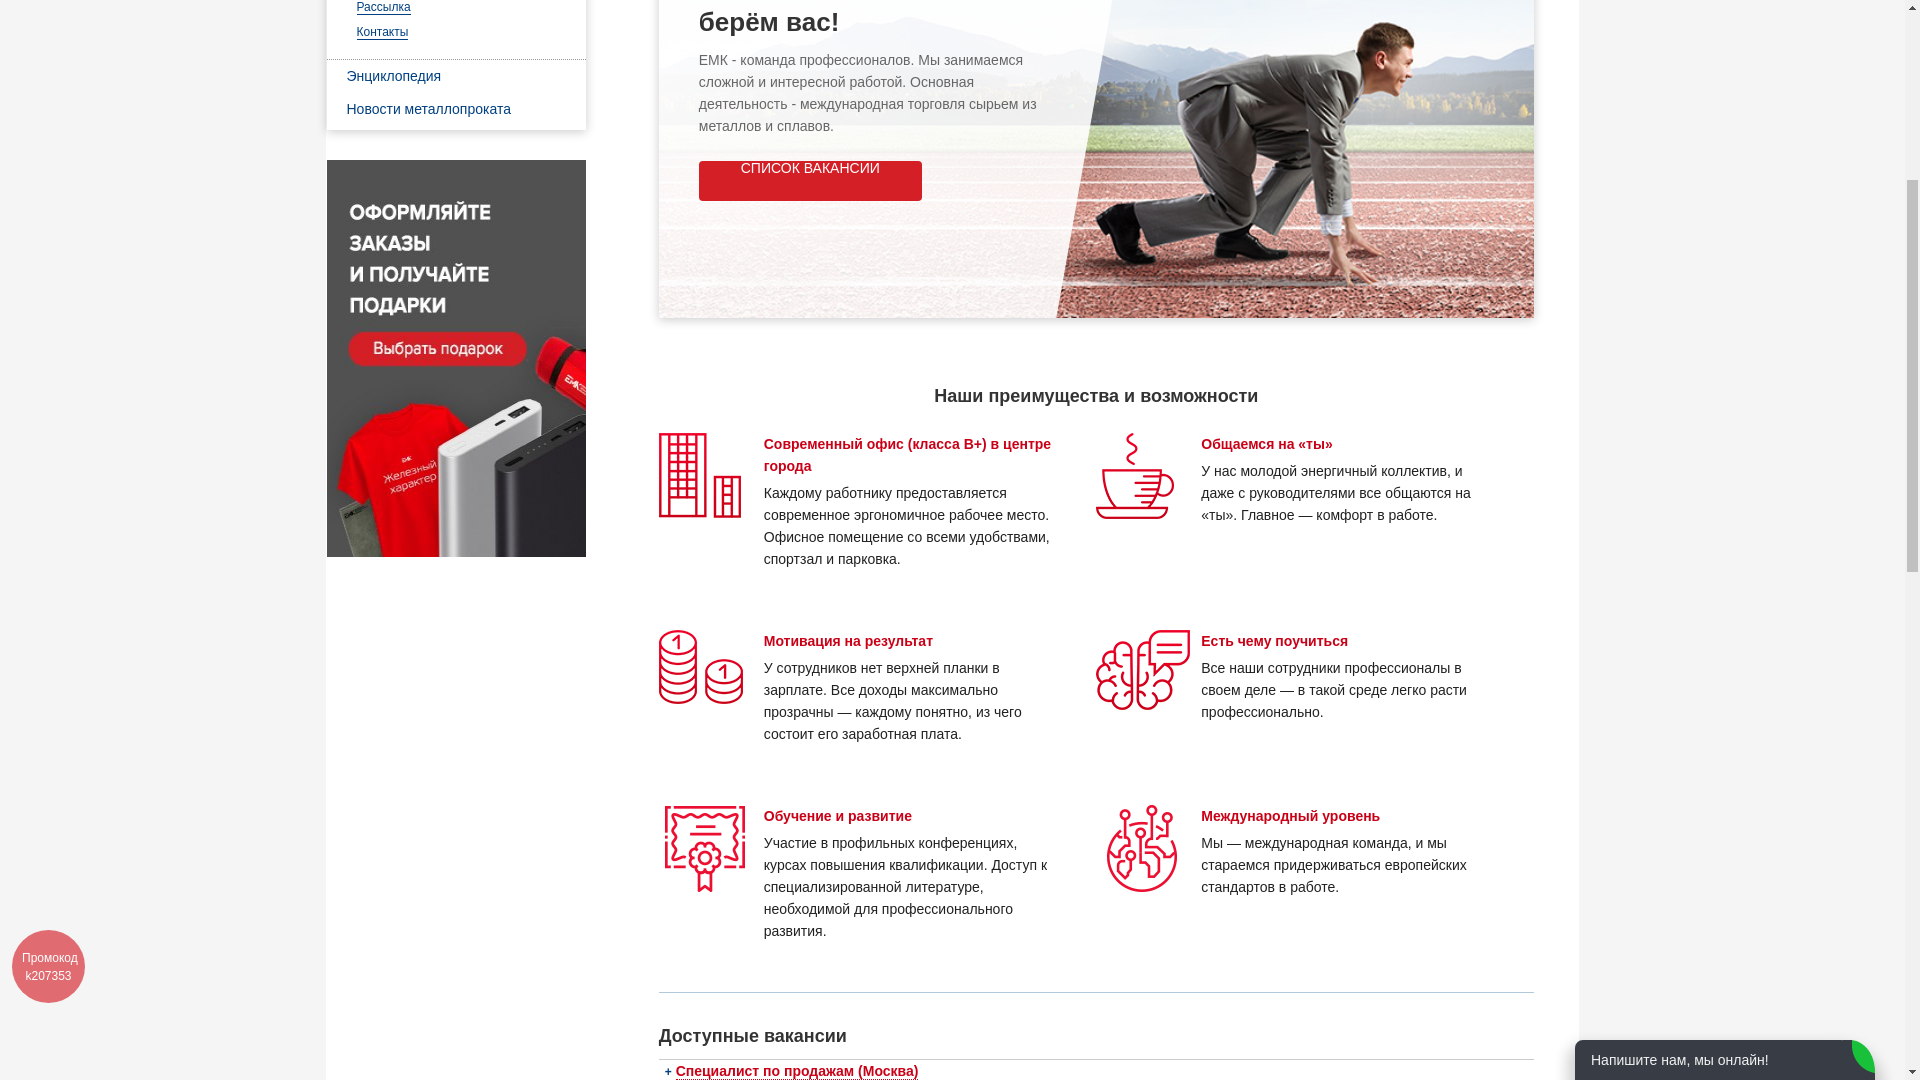 Рассылка
Контакты
Энциклопедия
Новости металлопроката
ОФОРМЛЯЙТЕ
ЗАКАЗЫ
И ПОЛУЧАЙТЕ
ПОДАРКИ
Выбрать подарок
ЕМК
Железный
характер
берём вас!
ЕМК - команда профессионалов. Мы занимаемся
сложной и интересной работой. Основная
деятельность - международная торговля сырьем из
металлов и сплавов.
СПИСОК ВАКАНСИЙ
Наши преимущества и возможности
Современный офис (класса В+) в центре
города
Каждому работнику предоставляется
современное эргономичное рабочее место.
Офисное помещение со всеми удобствами,
спортзал и парковка.
Общаемся на «ты»
У нас молодой энергичный коллектив, и
даже с руководителями все общаются на
«ты». Главное — комфорт в работе.
Мотивация на результат
У сотрудников нет верхней планки в
зарплате. Все доходы максимально
прозрачны — каждому понятно, из чего
состоит его заработная плата.
Есть чему поучиться
Все наши сотрудники профессионалы в
своем деле — в такой среде легко расти
профессионально.
Обучение и развитие
Участие в профильных конференциях,
курсах повышения квалификации. Доступ к
специализированной литературе,
необходимой для профессионального
развития.
Международный уровень
Мы — международная команда, и мы
стараемся придерживаться европейских
стандартов в работе.
Доступные вакансии
+ Специалист по продажам (Москва)
Промокод
k207353
Напишите нам, мы онлайн!